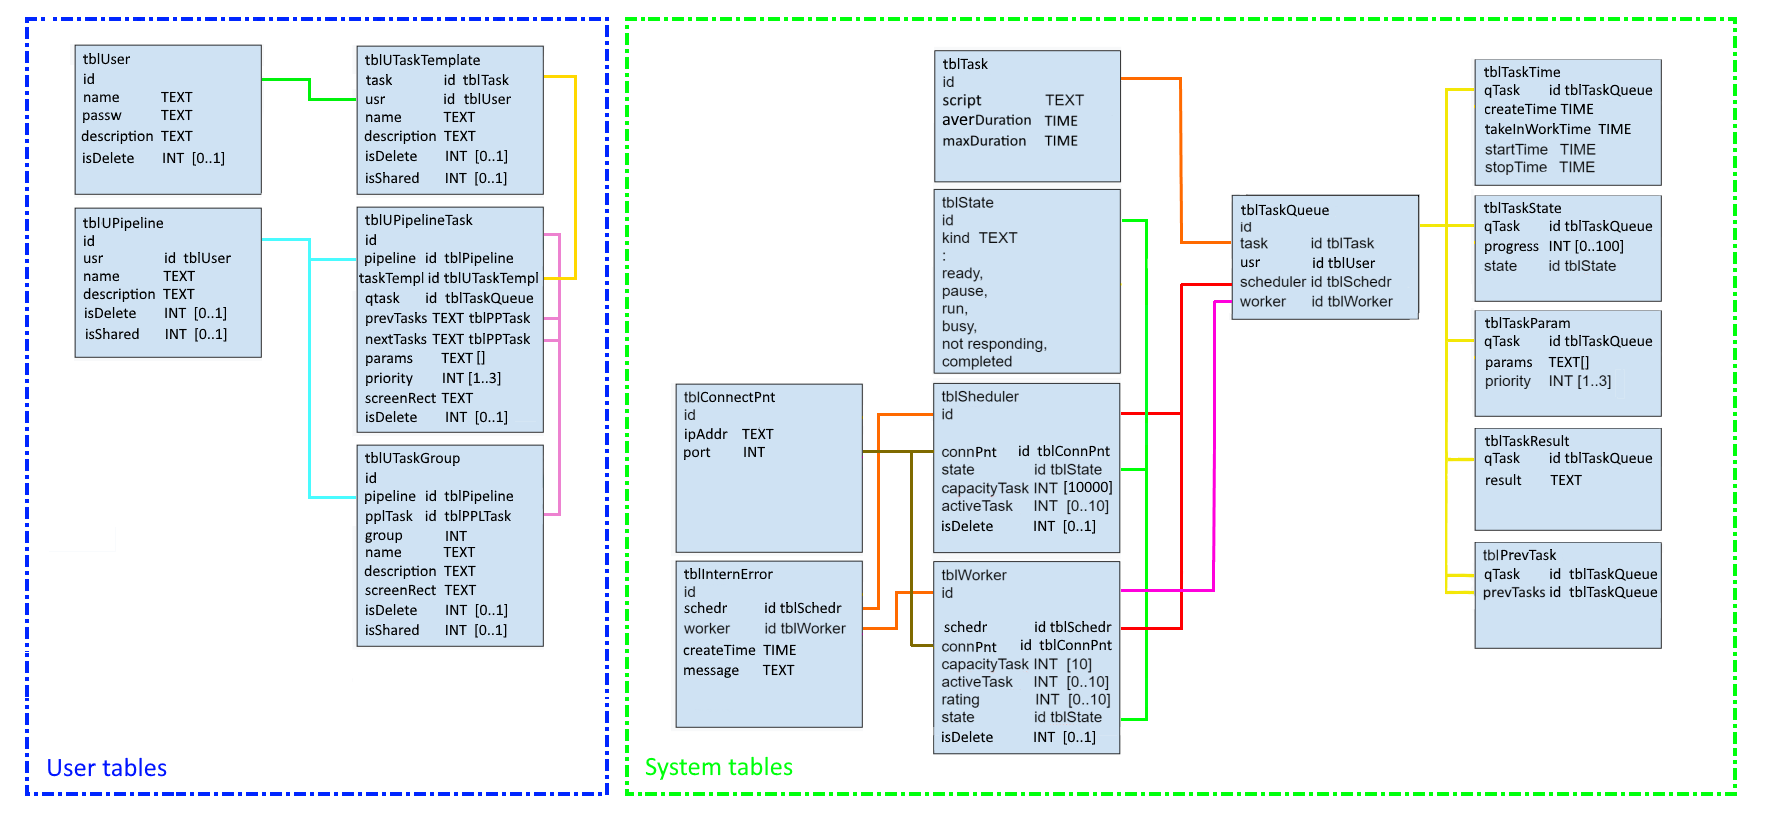 tblUser
id
name TEXT
passw TEXT
description TEXT
isDelete INT [0..1]
tblUPipeline
id
usr id tblUser
name TEXT
description TEXT
isDelete INT [0..1]
isShared INT [0..1]
tblUTaskTemplate
task id tblTask
usr id tblUser
name TEXT
description TEXT
isDelete INT [0..1]
isShared INT [0..1]
tblUPipelineTask
id
pipeline id tblPipeline
taskTempl id tblUTaskTempl
qtask id tblTaskQueue
prevTasks TEXT tblPPTask
nextTasks TEXT tblPPTask
params TEXT []
priority INT [1..3]
screenRect TEXT
isDelete INT [0..1]
tblUTaskGroup
id
pipeline id tblPipeline
pplTask id tblPPLTask
group INT
name TEXT
description TEXT
screenRect TEXT
isDelete INT [0..1]
isShared INT [0..1]
User tables
tblConnectPnt
id
ipAddr TEXT
port INT
tblInternError
id
schedr id tblSchedr
worker id tblWorker
createTime TIME
message TEXT
tblTask
id
script TEXT
averDuration TIME
maxDuration TIME
tblState
id
kind TEXT
:
ready,
pause,
run,
busy,
not responding,
completed
tblSheduler
id
connPnt id tblConnPnt
state id tblState
capacityTask INT [10000]
activeTask INT [0..10]
isDelete INT [0..1]
tblWorker
id
schedr id tblSchedr
connPnt id tblConnPnt
capacityTask INT [10]
activeTask INT [0..10]
rating INT [0..10]
state id tblState
isDelete INT [0..1]
tblTaskQueue
id
task id tblTask
usr id tblUser
scheduler id tblSchedr
worker id tblWorker
tblTaskTime
qTask id tblTaskQueue
createTime TIME
takeInWorkTime TIME
startTime TIME
stopTime TIME
tblTaskState
qTask id tblTaskQueue
progress INT [0..100]
state id tblState
tblTaskParam
qTask id tblTaskQueue
params TEXT[]
priority INT [1..3]
tblTaskResult
qTask id tblTaskQueue
result TEXT
tblPrevTask
qTask id tblTaskQueue
prevTasks id tblTaskQueue
System tables